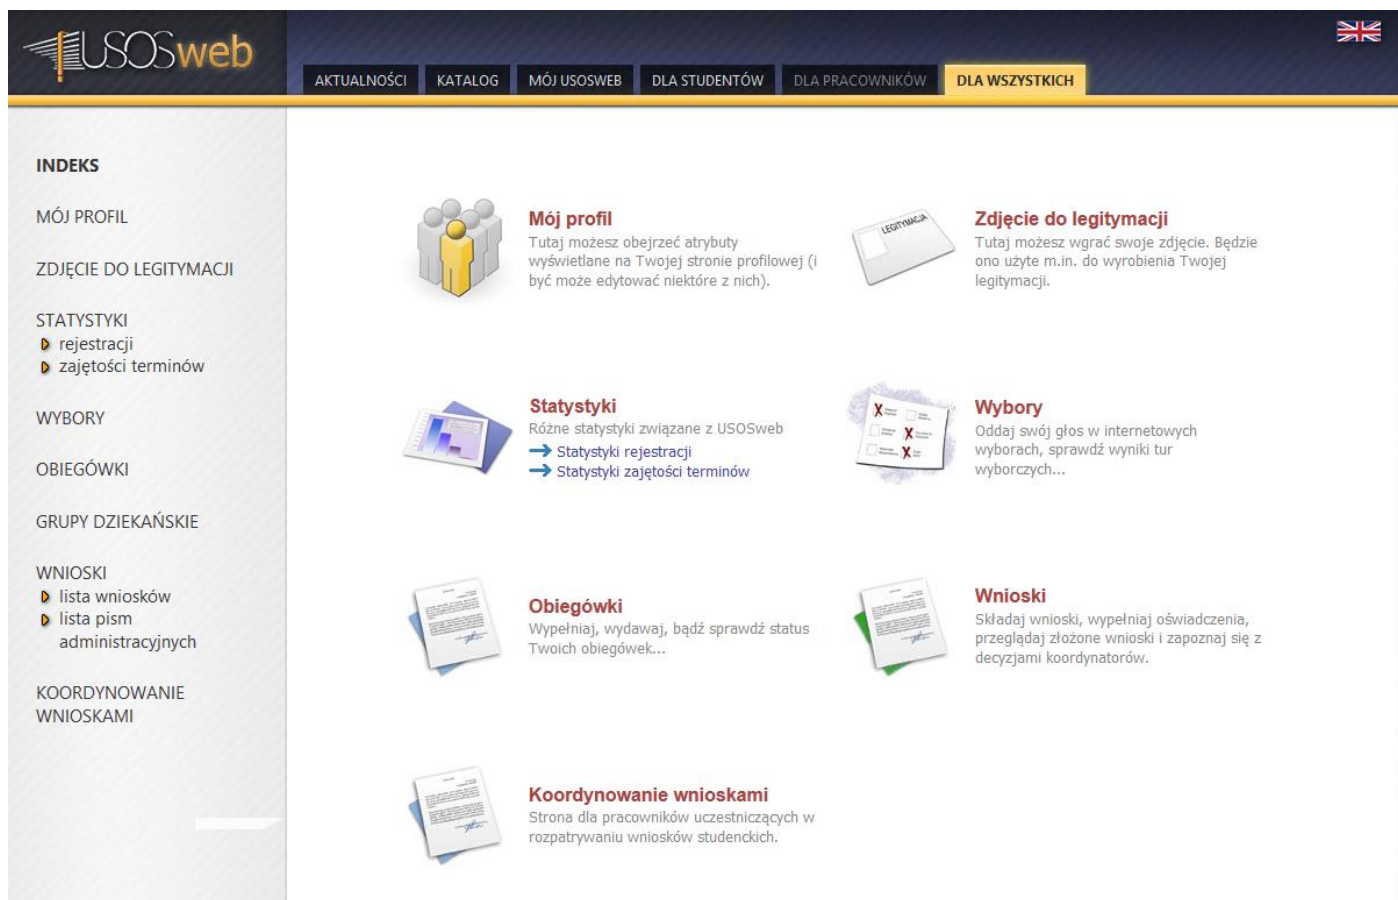 USOSweb
AKTUALNOŚCI KATALOG MÓJ USOSWEB DLA STUDENTÓW DLA PRACOWNIKÓW DLA WSZYSTKICH
INDEKS
MÓJ PROFIL
ZDJĘCIE DO LEGITYMACJI
STATYSTYKI
rejestracji
zajętości terminów
WYBORY
OBIEGÓWKI
GRUPY DZIEKAŃSKIE
WNIOSKI
lista wniosków
lista pism
administracyjnych
KOORDYNOWANIE
WNIOSKAMI
Mój profil
Tutaj możesz obejrzeć atrybuty
wyświetlane na Twojej stronie profilowej (i
być może edytować niektóre z nich).
LEGITYMACJA
Zdjęcie do legitymacji
Tutaj możesz wgrać swoje zdjęcie. Będzie
ono użyte m.in. do wyrobienia Twojej
legitymacji.
Statystyki
Różne statystyki związane z USOSweb
Statystyki rejestracji
Statystyki zajętości terminów
Wybory
Oddaj swój głos w internetowych
wyborach, sprawdź wyniki tur
wyborczych...
Obiegówki
Wypełniaj, wydawaj, bądź sprawdź status
Twoich obiegówek...
Wnioski
Składaj wnioski, wypełniaj oświadczenia,
przeglądaj złożone wnioski i zapoznaj się z
decyzjami koordynatorów.
Koordynowanie wnioskami
Strona dla pracowników uczestniczących w
rozpatrywaniu wniosków studenckich.